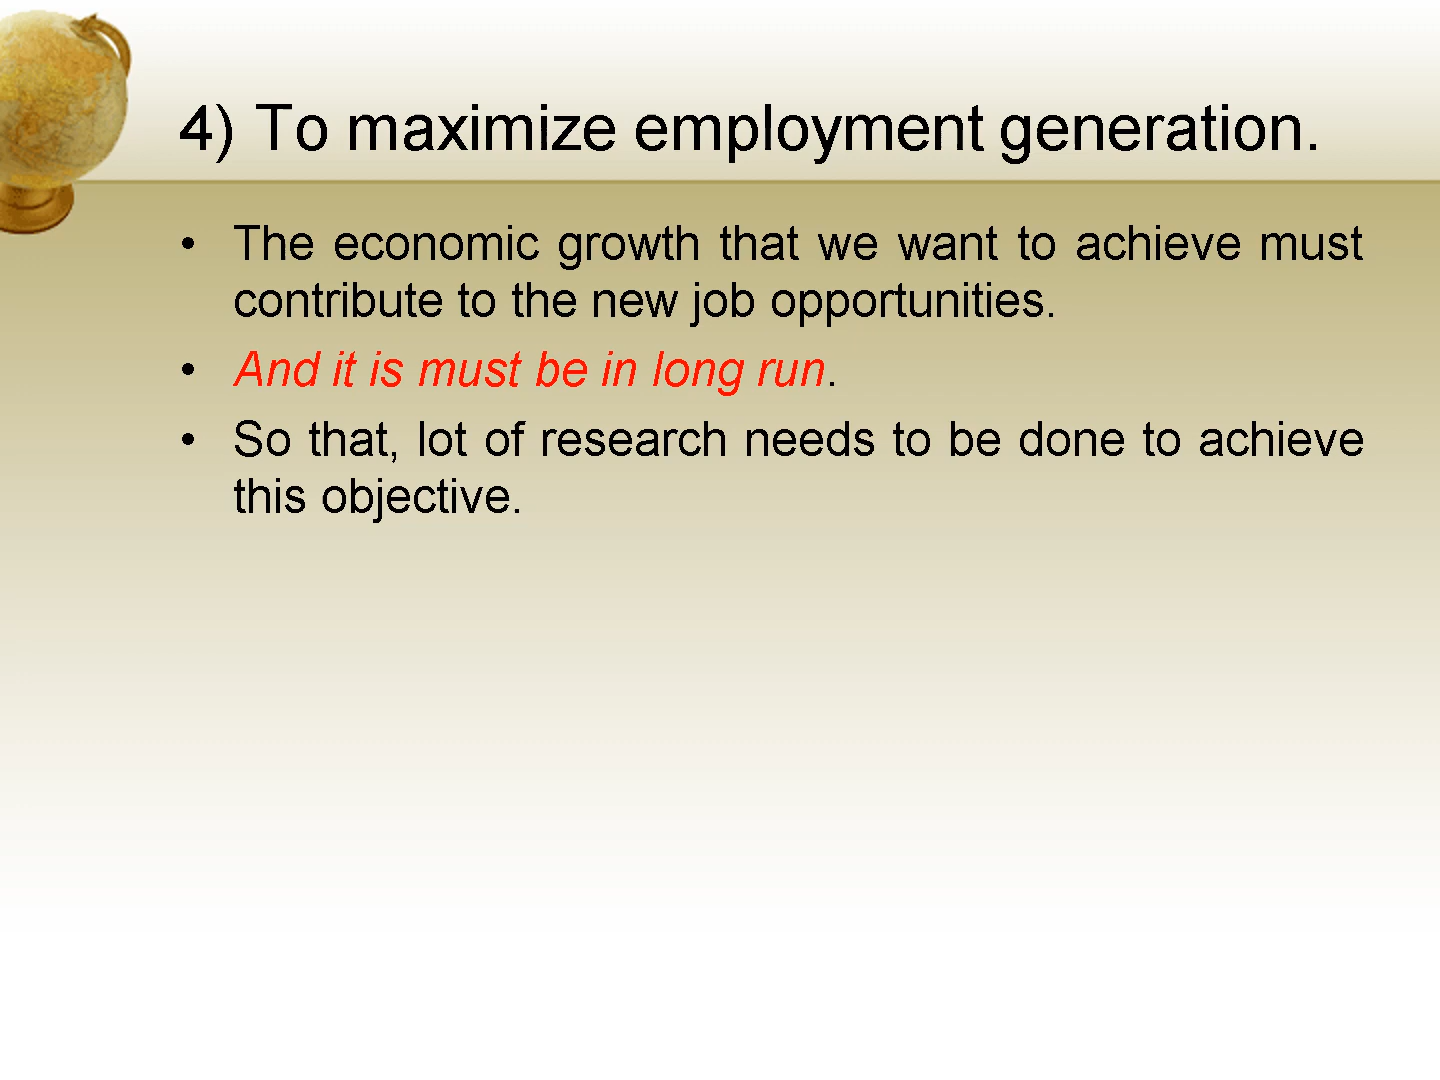 4) To maximize employment generation.
• The economic growth that we want to achieve must
contribute to the new job opportunities.
• And it is must be in long run.
• So that, lot of research needs to be done to achieve
this objective.